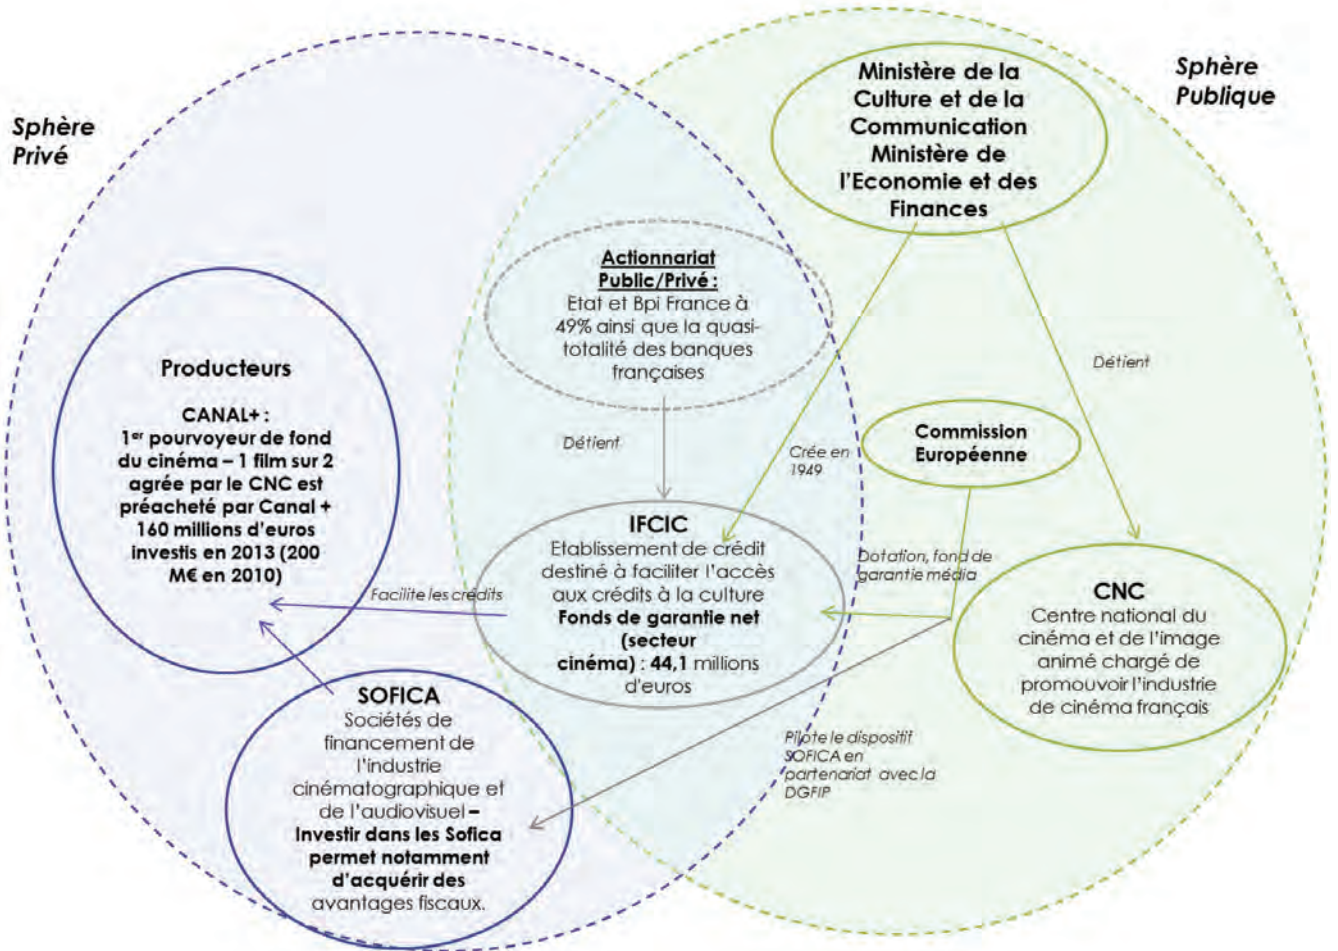 Sphère
Privé
Sphère
Publique
Ministère de la
Culture et de la
Communication
Ministère de
l'Economie et des
Finances
Actionnariat
Public/Privé :
Etat et Bpi France à
49% ainsi que la quasi-
totalité des banques
françaises
Producteurs
CANAL+ :
1er pourvoyeur de fond
du cinéma – 1 film sur 2
agrée par le CNC est
préacheté par Canal +
160 millions d'euros
investis en 2013 (200
M€ en 2010)
Détient
Détient
Crée en
1949
Commission
Européenne
IFCIC
Etablissement de crédit
destiné à faciliter l'accès
aux crédits à la culture
Fonds de garantie net
(secteur
cinéma) : 44,1 millions
d'euros
Facilite les crédits
Dotation, fond de
garantie média
CNC
Centre national du
cinéma et de l'image
animé chargé de
promouvoir l'industrie
de cinéma français
SOFICA
Sociétés de
financement de
l'industrie
cinématographique et
de l'audiovisuel –
Investir dans les Sofica
permet notamment
d'acquérir des
avantages fiscaux.
Pilote le dispositif
SOFICA en
partenariat avec la
DGFIP